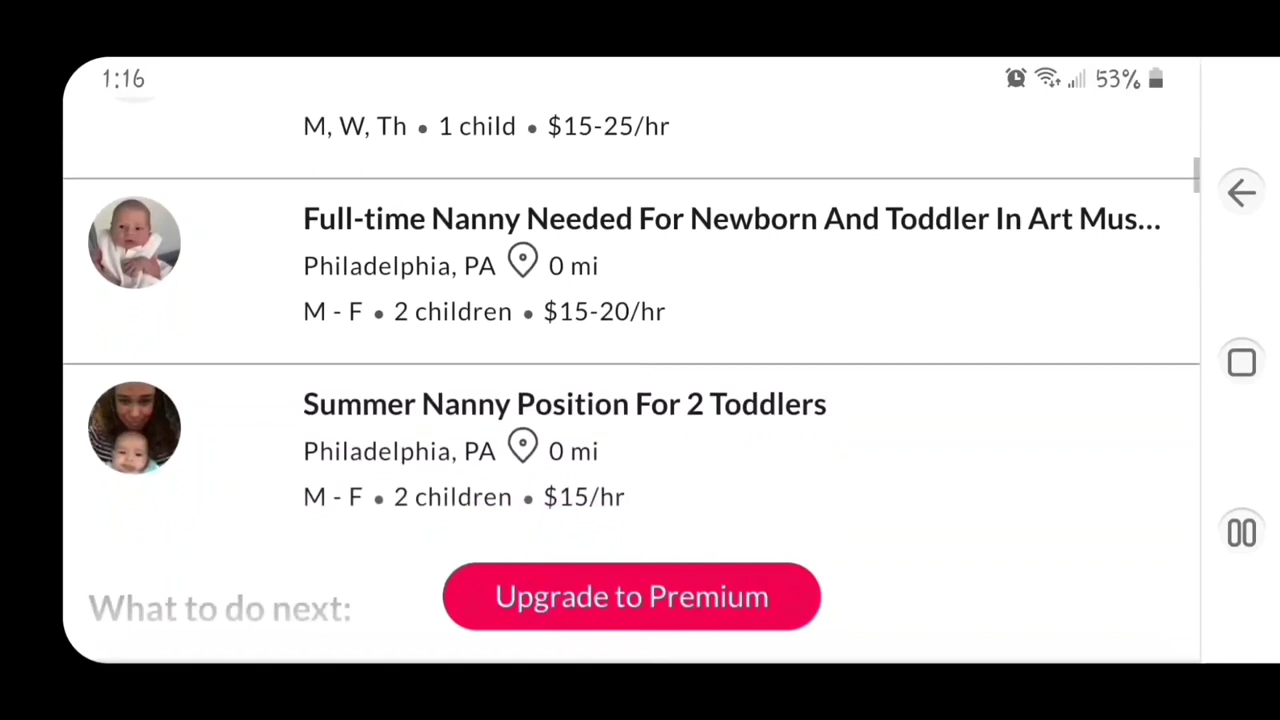 1:16
53%
M, W, Th • 1 child • $15-25/hr
Full-time Nanny Needed For Newborn And Toddler In Art Mus...
Philadelphia, PA 0 mi
M - F • 2 children • $15-20/hr
Summer Nanny Position For 2 Toddlers
Philadelphia, PA 0 mi
M - F • 2 children • $15/hr
What to do next:
Upgrade to Premium